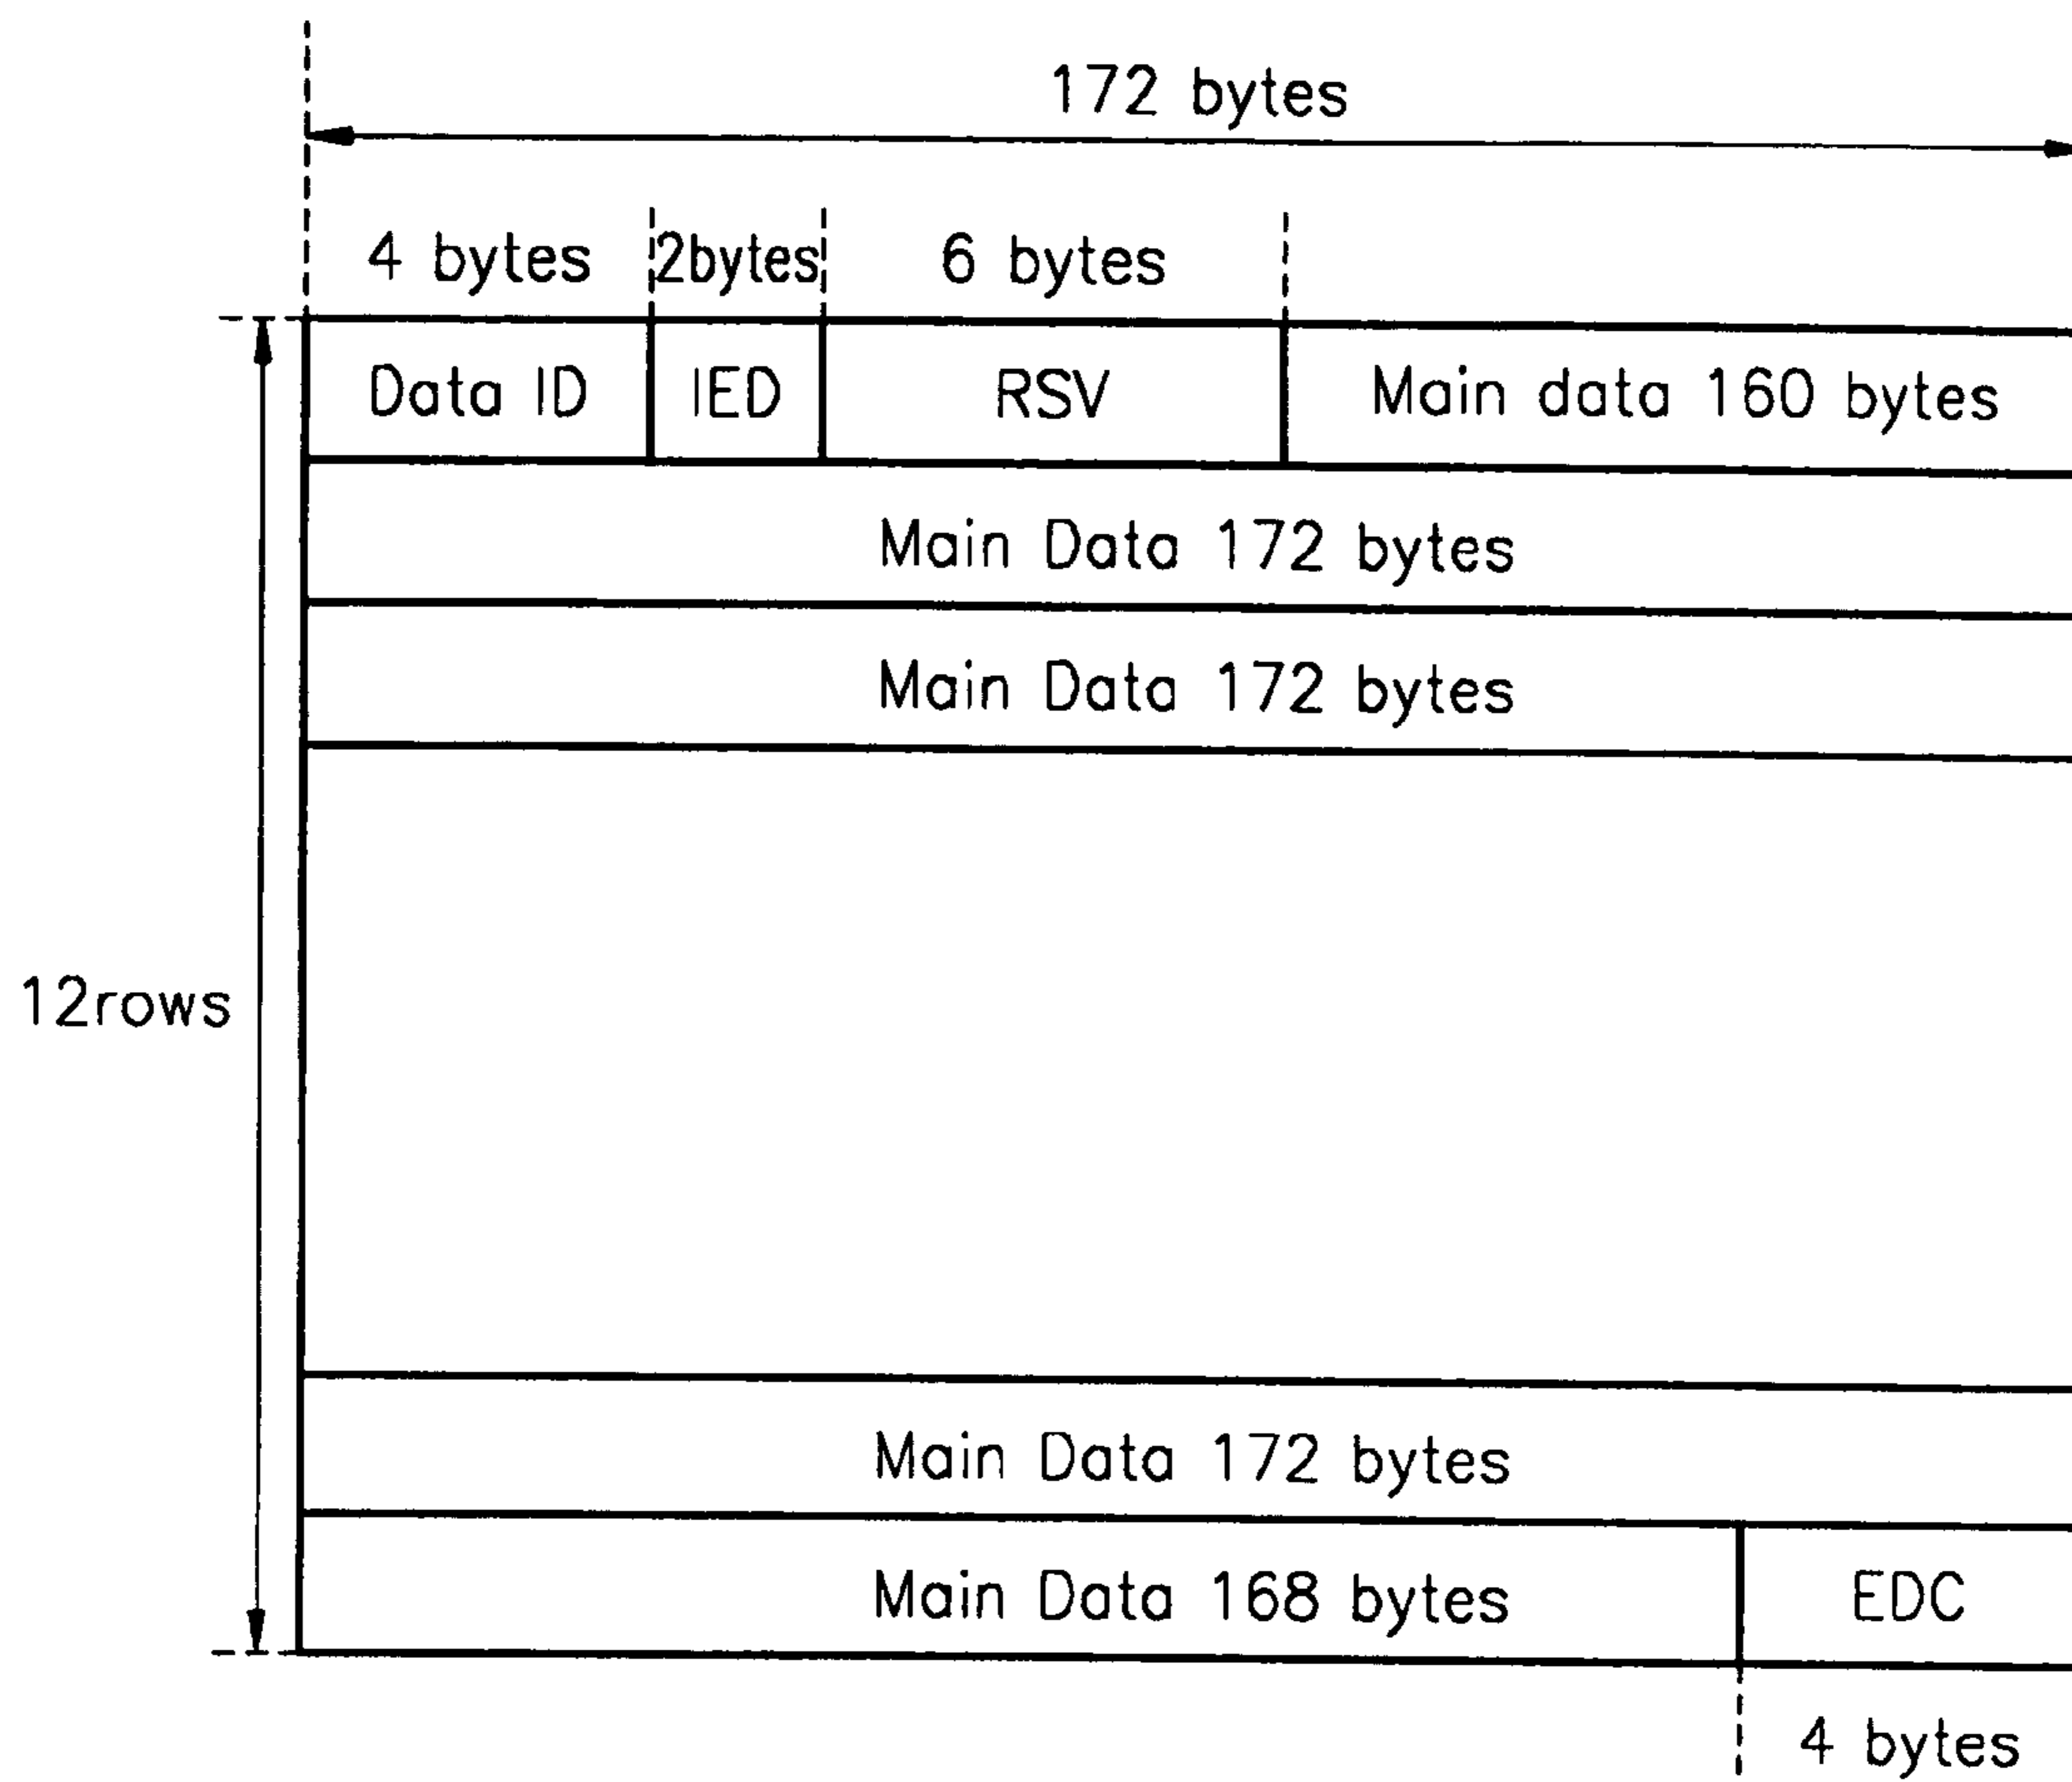 172 bytes
4 bytes 2bytes 6 bytes
Data ID IED RSV Main data 160 bytes
Main Data 172 bytes
Main Data 172 bytes
12rows
Main Data 172 bytes
Main Data 168 bytes EDC
4 bytes